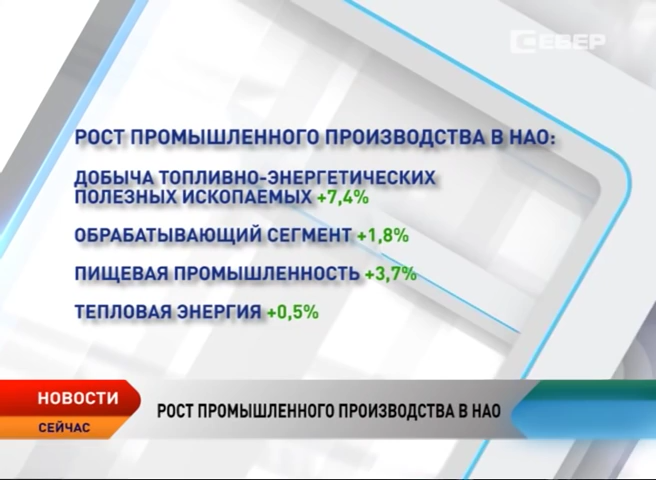 СЕВЕР
РОСТ ПРОМЫШЛЕННОГО ПРОИЗВОДСТВА В НАО:
ДОБЫЧА ТОПЛИВНО-ЭНЕРГЕТИЧЕСКИХ
ПОЛЕЗНЫХ ИСКОПАЕМЫХ +7,4%
ОБРАБАТЫВАЮЩИЙ СЕГМЕНТ +1,8%
ПИЩЕВАЯ ПРОМЫШЛЕННОСТЬ +3,7%
ТЕПЛОВАЯ ЭНЕРГИЯ +0,5%
НОВОСТИ
РОСТ ПРОМЫШЛЕННОГО ПРОИЗВОДСТВА В НАО
СЕЙЧАС